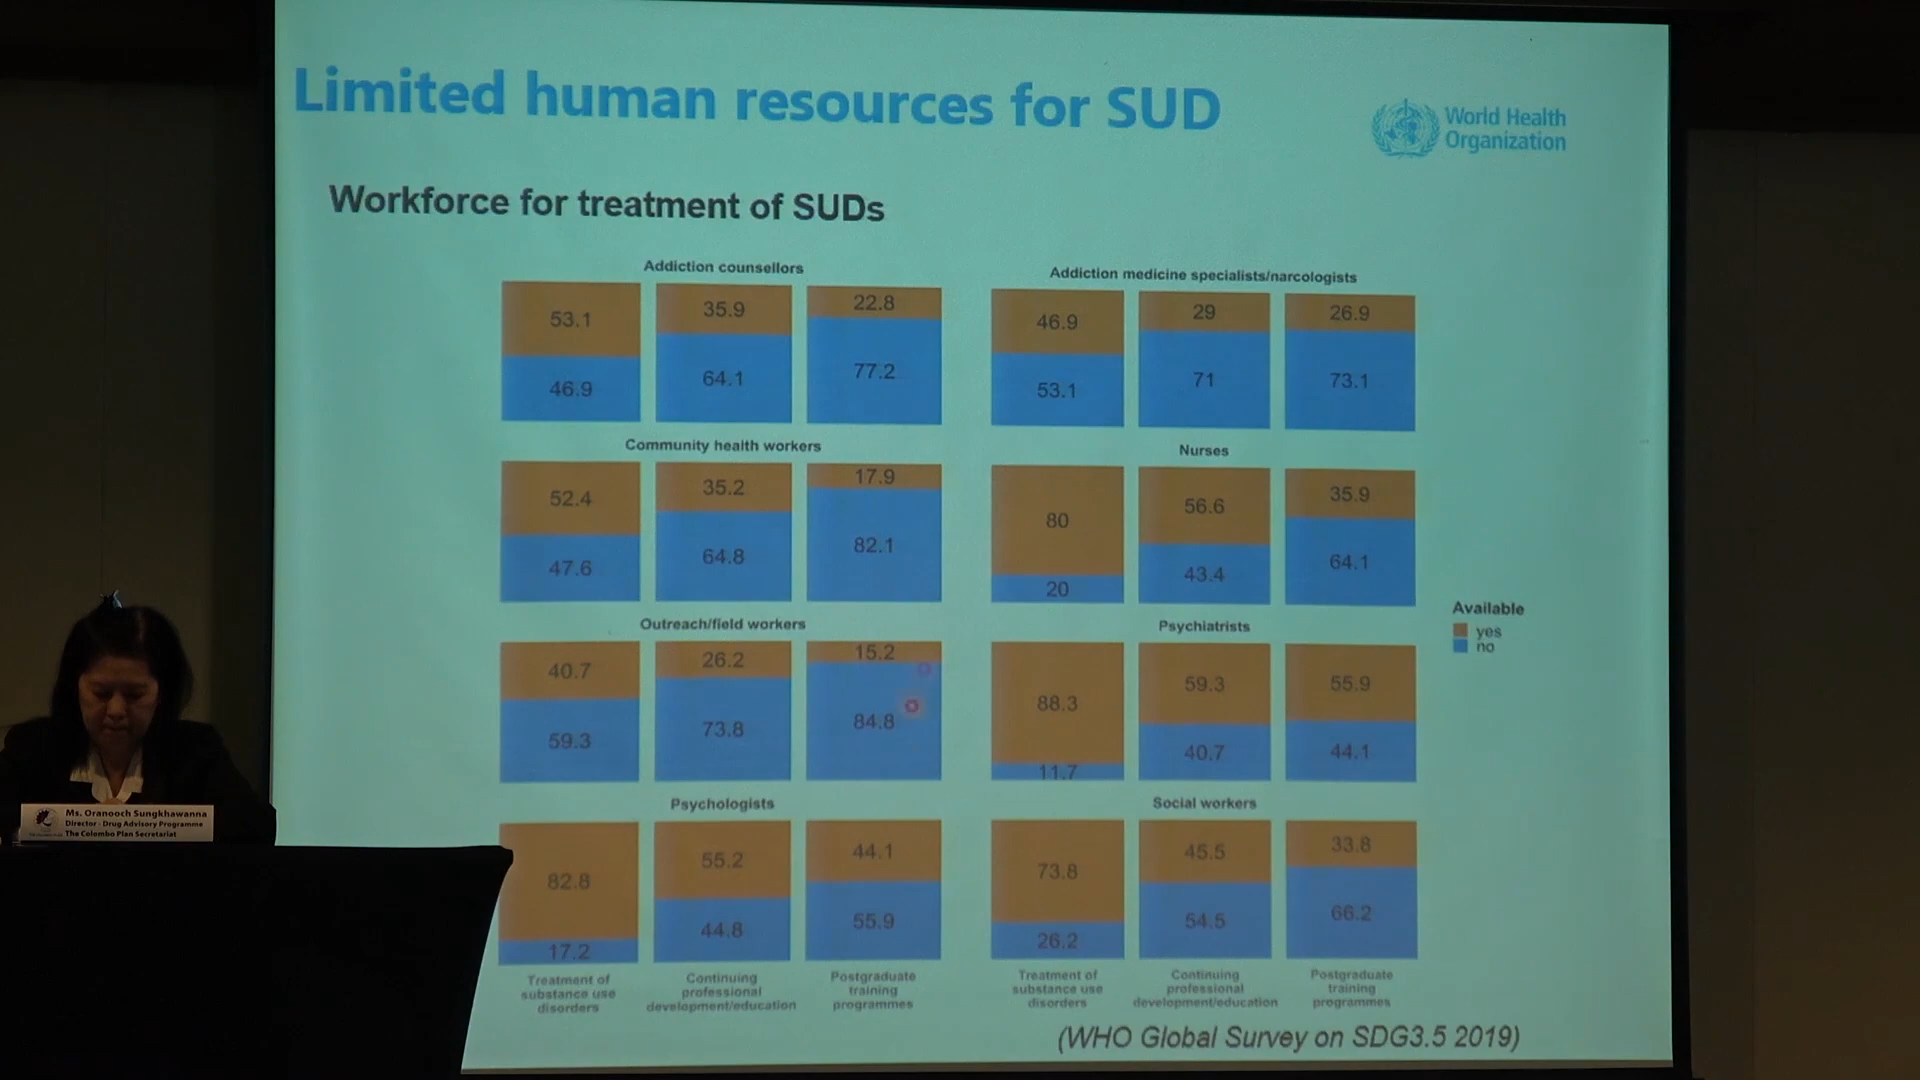 Limited human resources for SUD
World Health
Organization
Workforce for treatment of SUDs
Addiction counsellors
53.1
35.9
22.8
46.9
64.1
77.2
Addiction medicine specialists/narcologists
46.9
29
26.9
53.1
71
73.1
Community health workers
52.4
35.2
17.9
47.6
64.8
82.1
Nurses
80
56.6
35.9
20
43.4
64.1
Outreach/field workers
40.7
26.2
15.2
59.3
73.8
84.8
Psychiatrists
88.3
59.3
55.9
11.7
40.7
44.1
Available
yes
no
Psychologists
82.8
55.2
44.1
17.2
44.8
55.9
Social workers
73.8
45.5
33.8
26.2
54.5
66.2
Treatment of
substance use
disorders
Continuing
professional
development/education
Postgraduate
training
programmes
Treatment of
substance use
disorders
Continuing
professional
development/education
Postgraduate
training
programmes
(WHO Global Survey on SDG3.5 2019)
Ms. Oranooch Sungkhawanna
Director - Drug Advisory Programme
The Colombo Plan Secretariat